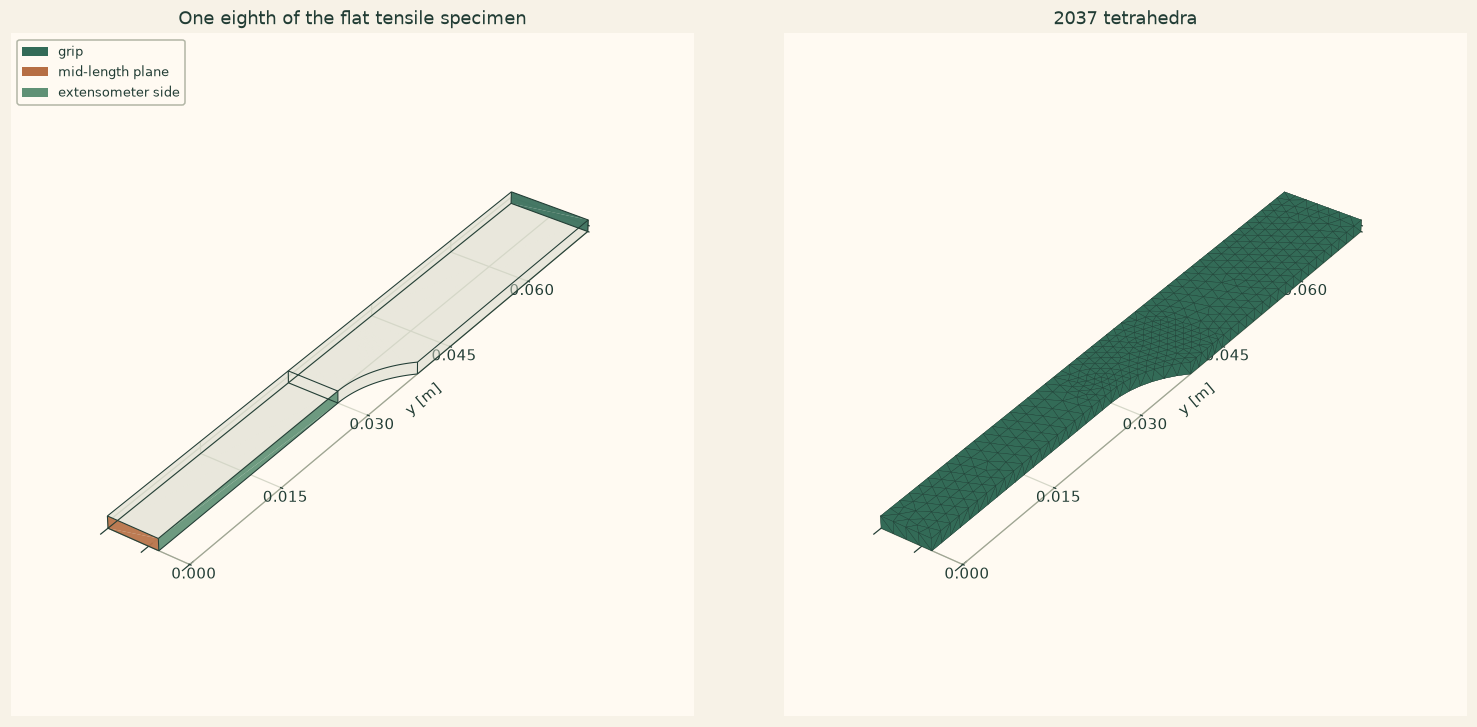 One eighth of the flat tensile specimen
grip
mid-length plane
extensometer side
0.060
0.045
y [m]
0.030
0.015
0.000
2037 tetrahedra
0.060
0.045
y [m]
0.030
0.015
0.000